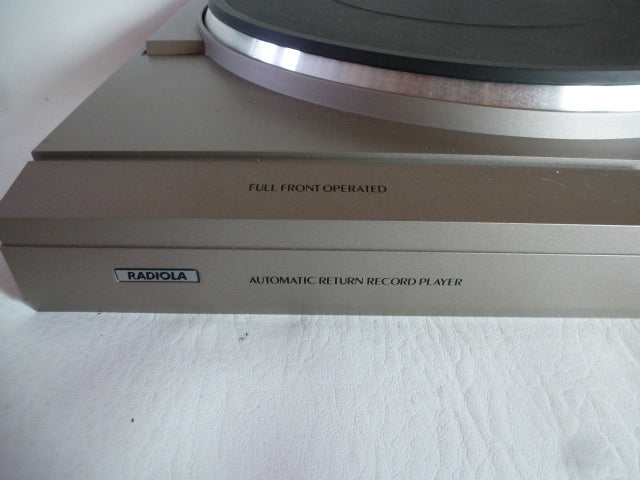 FULL FRONT OPERATED
RADIOLA
AUTOMATIC RETURN RECORD PLAYER